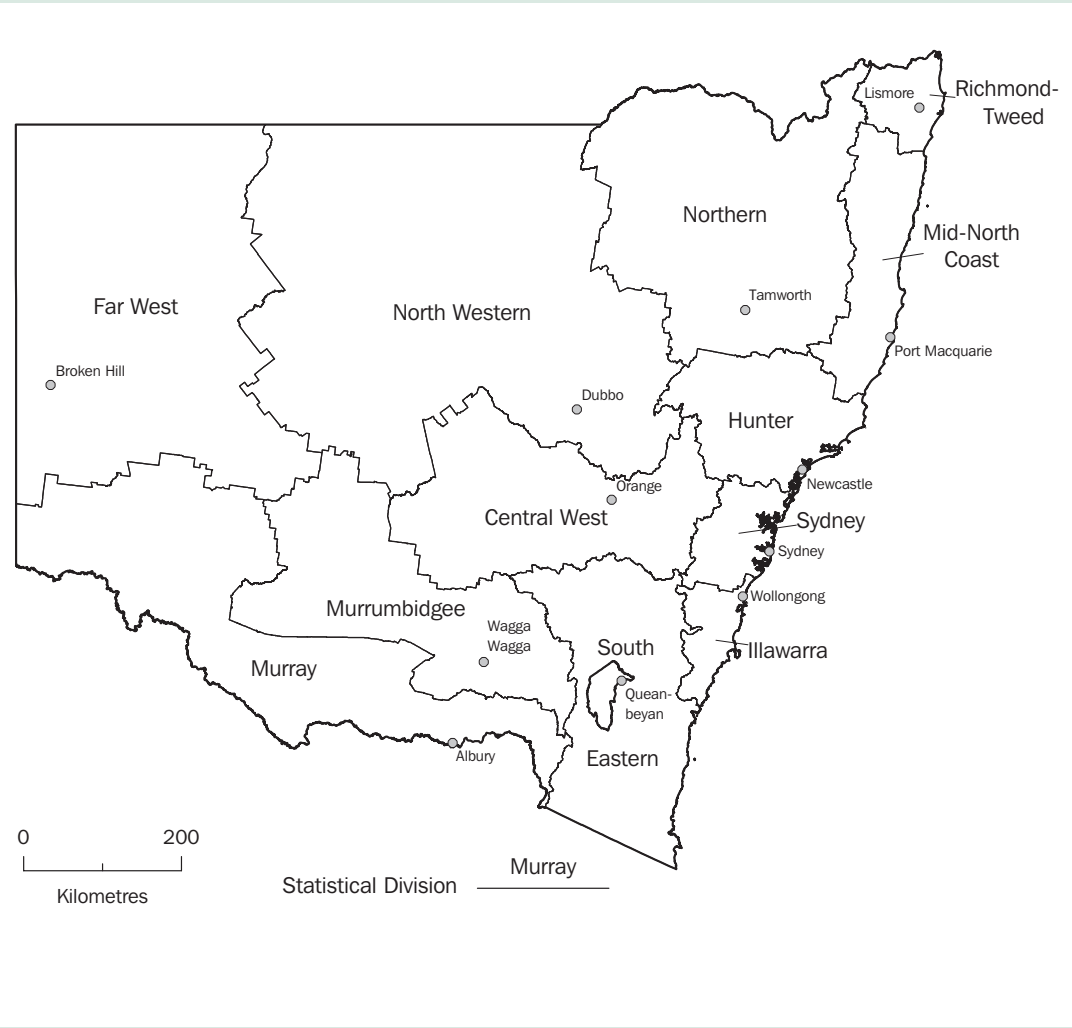 Lismore
Richmond-
Tweed
Northern
Mid-North
Coast
Tamworth
Far West
North Western
Port Macquarie
Broken Hill
Dubbo
Hunter
Newcastle
Orange
Central West
Sydney
Sydney
Wollongong
Murrumbidgee
Wagga
Wagga
South
Illawarra
Murray
Quean-
beyan
Albury
Eastern
0 200
Kilometres
Murray
Statistical Division